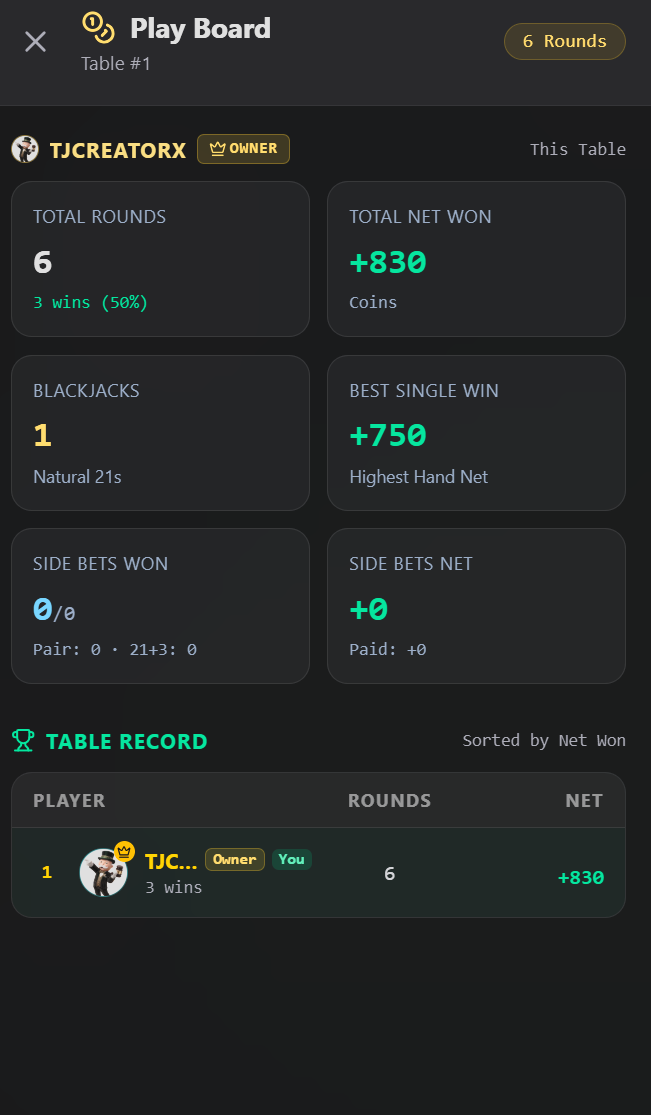 Play Board
Table #1
6 Rounds
TJCREATORX
OWNER
This Table
TOTAL ROUNDS
6
3 wins (50%)
TOTAL NET WON
+830
Coins
BLACKJACKS
1
Natural 21s
BEST SINGLE WIN
+750
Highest Hand Net
SIDE BETS WON
0/0
Pair: 0 · 21+3: 0
SIDE BETS NET
+0
Paid: +0
TABLE RECORD
Sorted by Net Won
PLAYER ROUNDS NET
1 TJC... Owner You 6 +830
3 wins